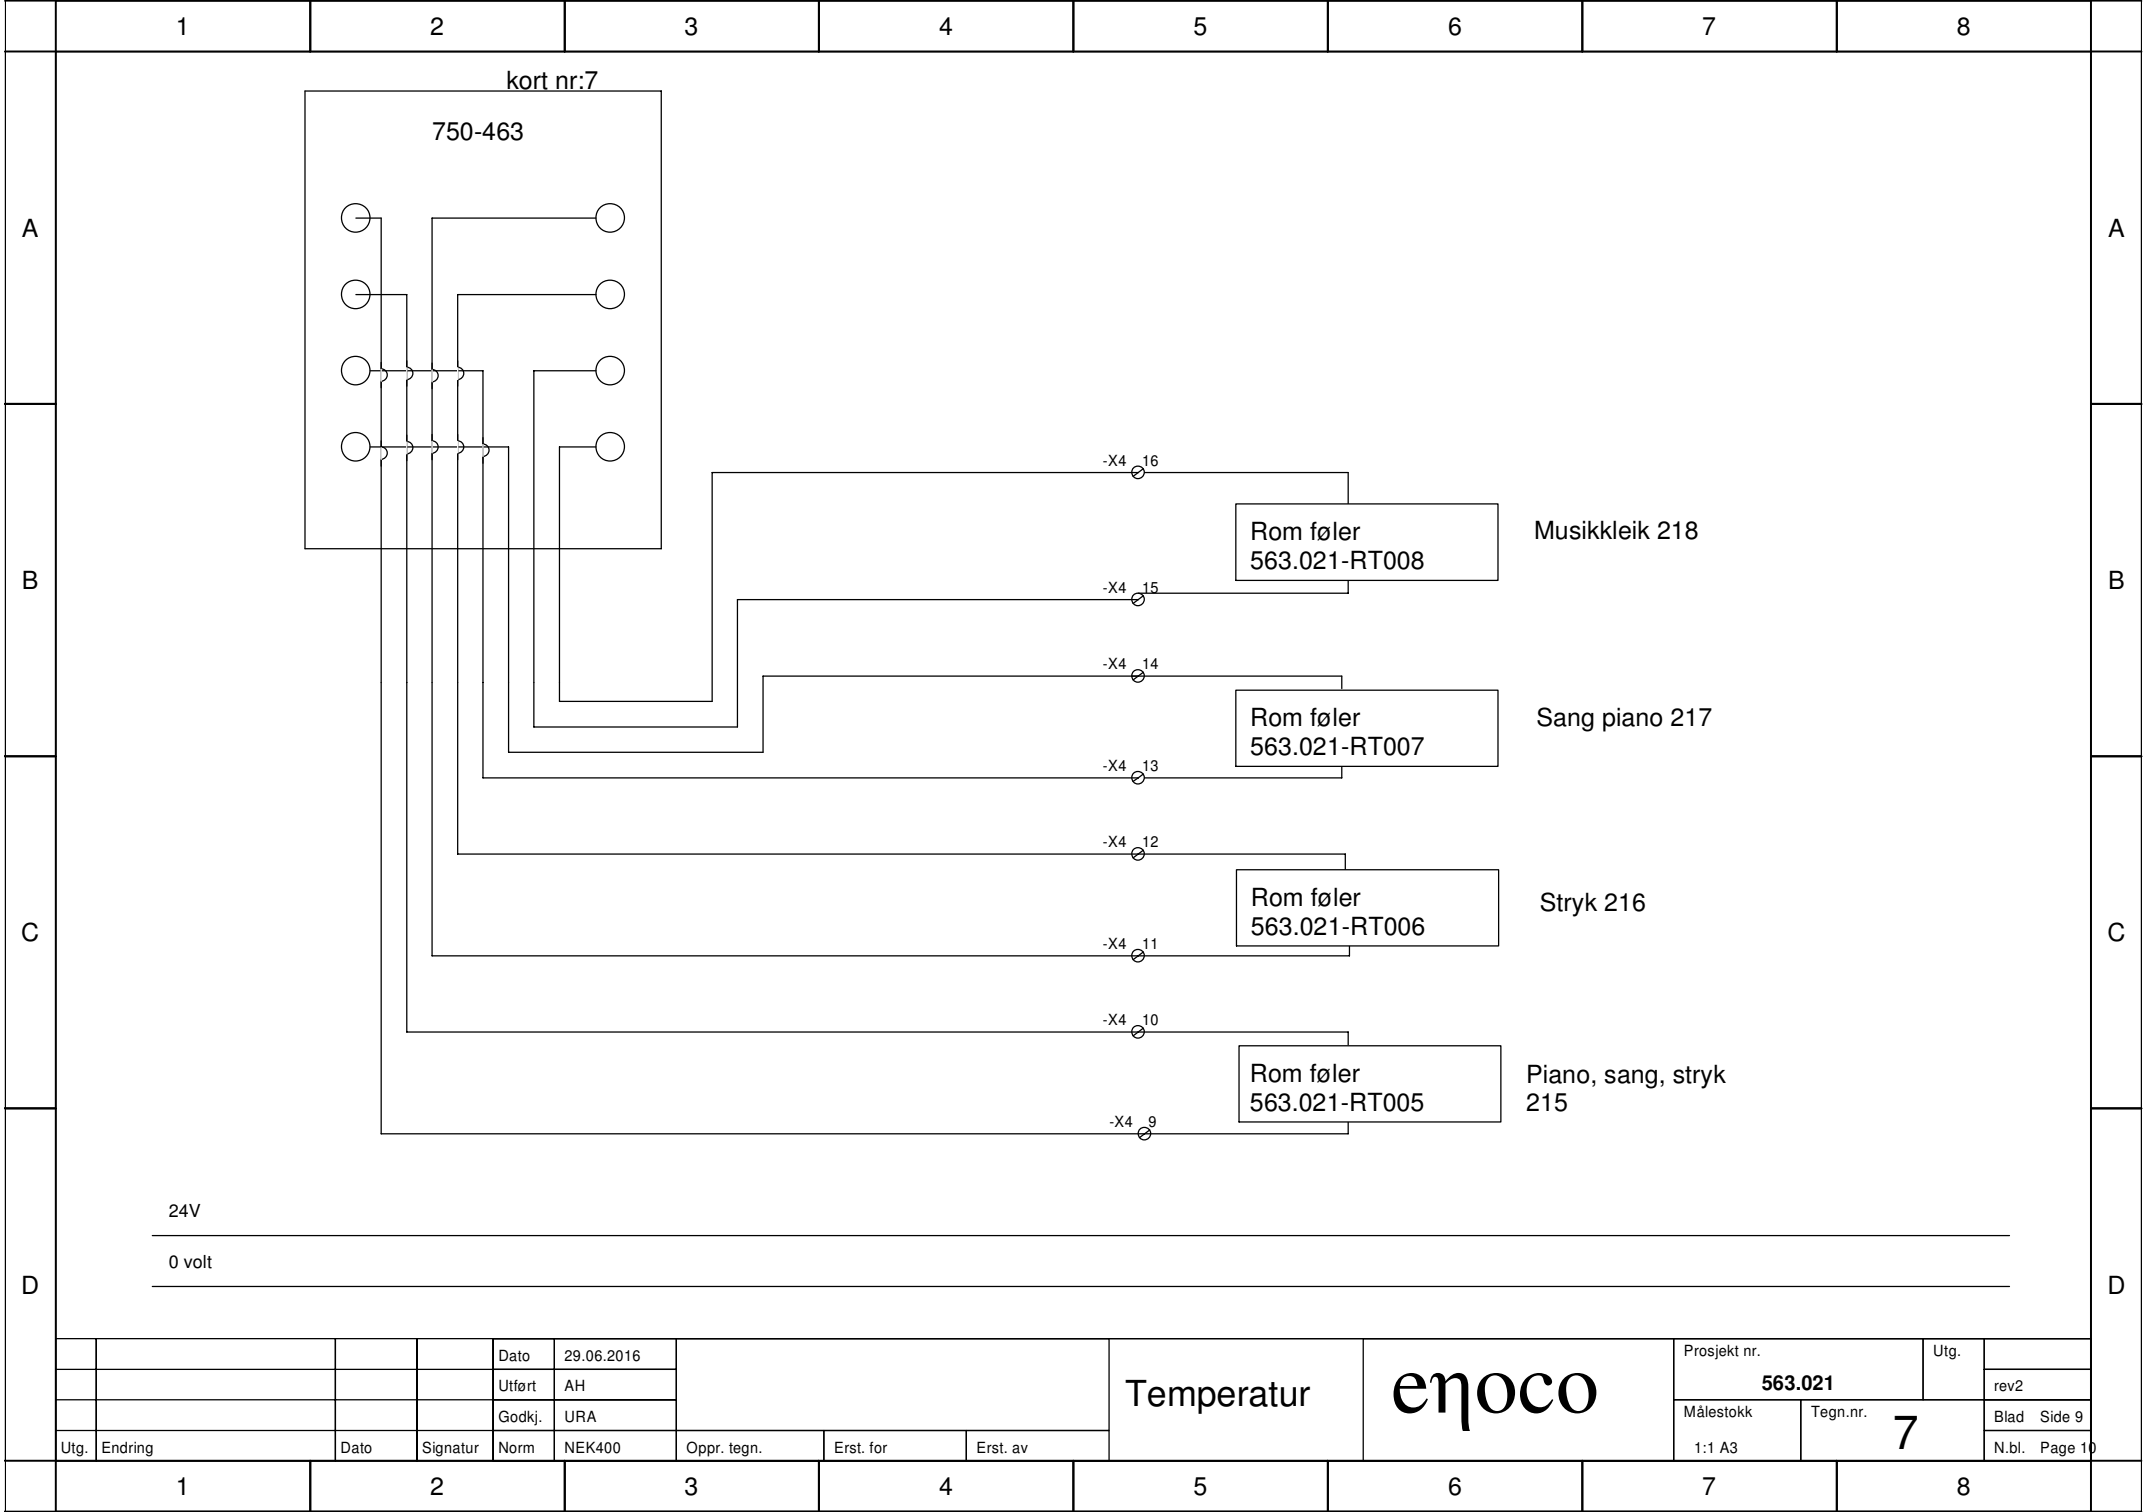 1 2 3 4 5 6 7 8
kort nr:7
750-463
A A
-X4 16
Rom føler
563.021-RT008
Musikkleik 218
B B
-X4 15
-X4 14
Rom føler
563.021-RT007
Sang piano 217
-X4 13
-X4 12
Rom føler
563.021-RT006
Stryk 216
C C
-X4 11
-X4 10
Rom føler
563.021-RT005
Piano, sang, stryk
215
-X4 9
24V
0 volt
D D
Dato 29.06.2016
Utført AH
Godkj. URA
Utg. Endring Dato Signatur Norm NEK400 Oppr. tegn. Erst. for Erst. av
Temperatur
enoco
Prosjekt nr.
563.021
Utg.
rev2
Målestokk
1:1 A3
Tegn.nr.
7
Blad Side 9
N.bl. Page 10
1 2 3 4 5 6 7 8